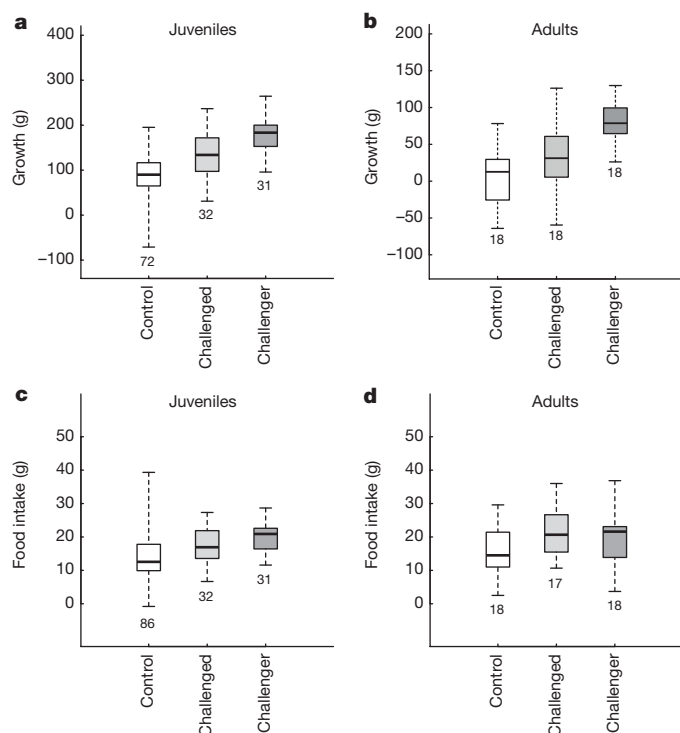 a
Juveniles
400
300
200
100
0
−100
Growth (g)
72
32
31
Control
Challenged
Challenger
b
Adults
200
150
100
50
0
−50
−100
Growth (g)
18
18
18
Control
Challenged
Challenger
c
Juveniles
50
40
30
20
10
0
Food intake (g)
86
32
31
Control
Challenged
Challenger
d
Adults
50
40
30
20
10
0
Food intake (g)
18
17
18
Control
Challenged
Challenger